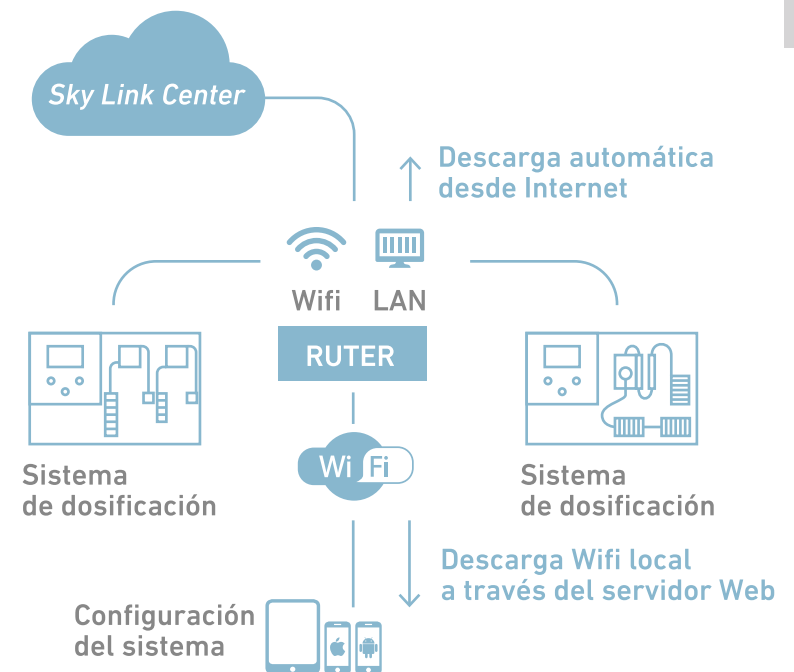 Sky Link Center
Descarga automática
desde Internet
Wifi
LAN
RUTER
Wi Fi
Sistema
de dosificación
Sistema
de dosificación
Descarga Wifi local
a través del servidor Web
Configuración
del sistema